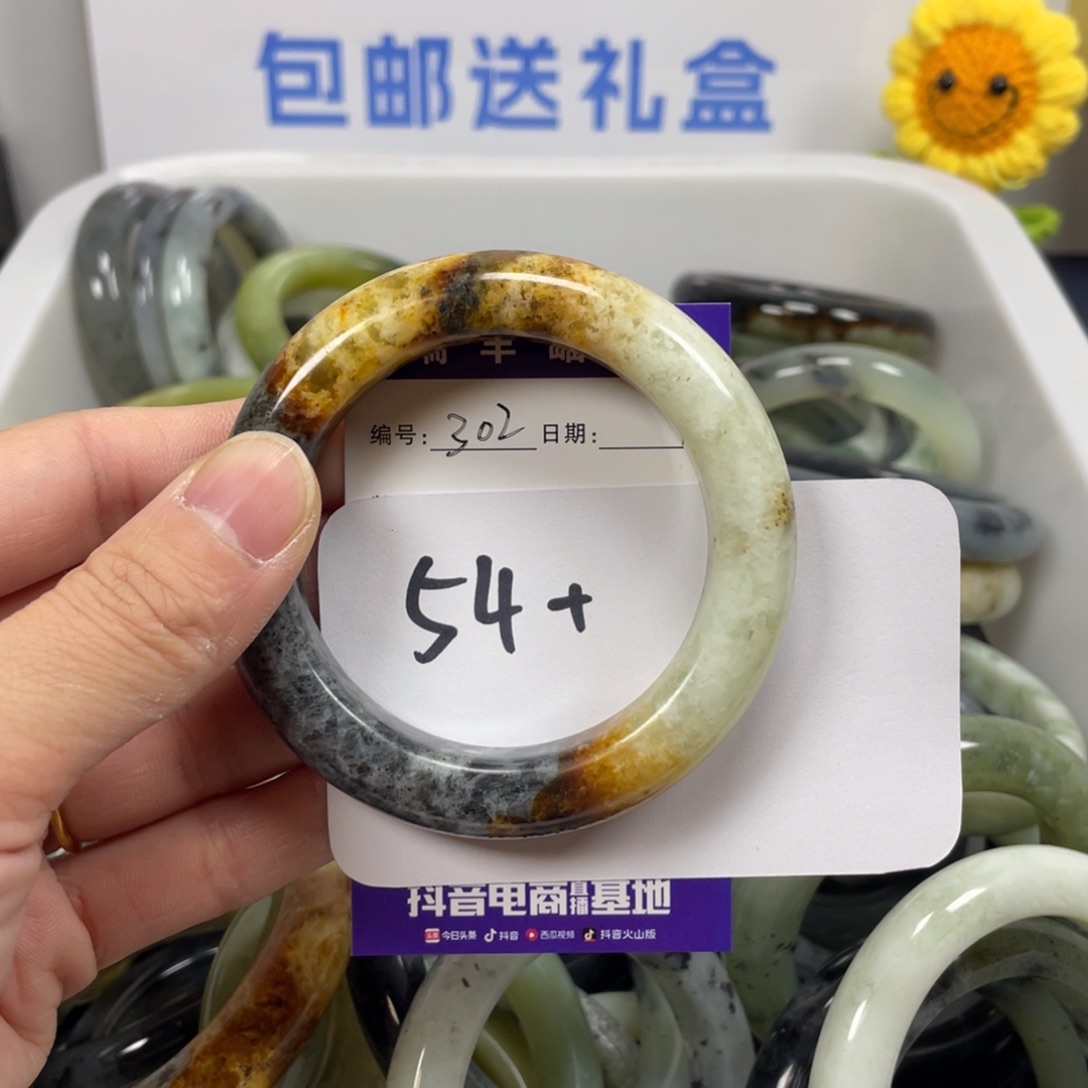 包邮送礼盒
编号: 302 日期:
54+
抖音电商直播基地
今日头条 抖音 西瓜视频 抖音火山版